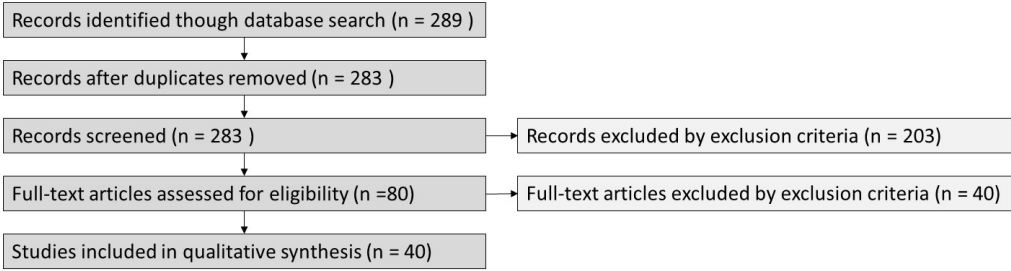 Records identified though database search (n = 289 )
Records after duplicates removed (n = 283 )
Records screened (n = 283 )
Records excluded by exclusion criteria (n = 203)
Full-text articles assessed for eligibility (n =80)
Full-text articles excluded by exclusion criteria (n = 40)
Studies included in qualitative synthesis (n = 40)